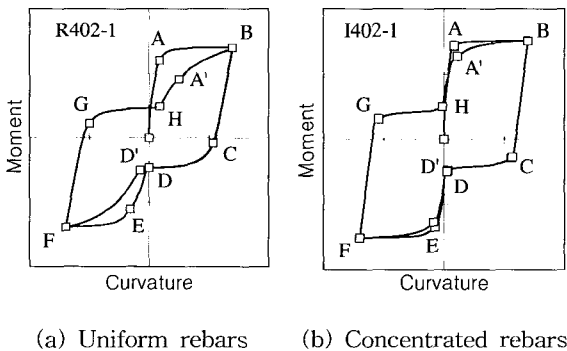 R402-1
A
B
A'
G
H
D'
D
C
E
F
Moment
Curvature
(a) Uniform rebars
I402-1
A
B
A'
G
H
D'
D
C
E
F
Moment
Curvature
(b) Concentrated rebars